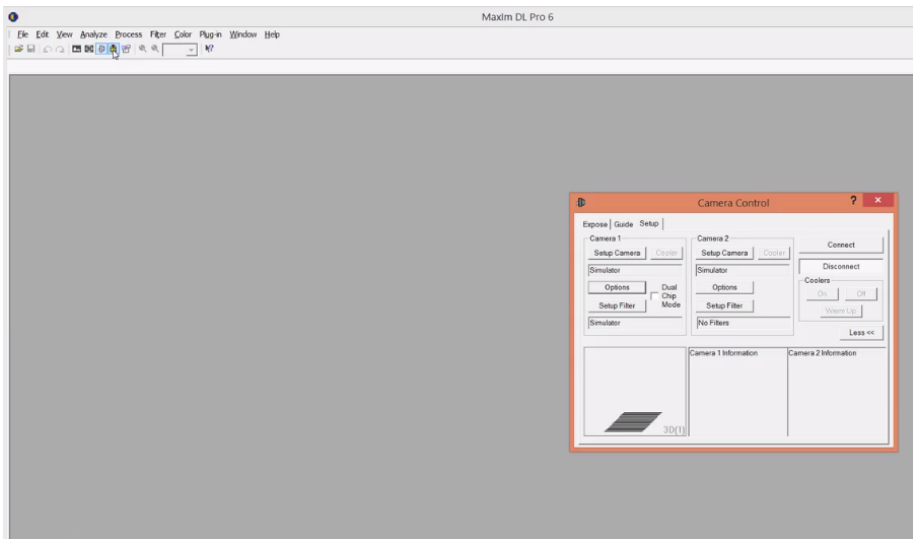 MaxIm DL Pro 6
File Edit View Analyze Process Filter Color Plug-in Window Help
Camera Control
Expose Guide Setup
Camera 1
Setup Camera Cooler
Simulator
Options
Dual Chip Mode
Setup Filter
Simulator
Camera 2
Setup Camera Cooler
Simulator
Options
Setup Filter
No Filters
Connect
Disconnect
Coolers
On Off
Warm Up
Less <<
3D(1)
Camera 1 Information
Camera 2 Information